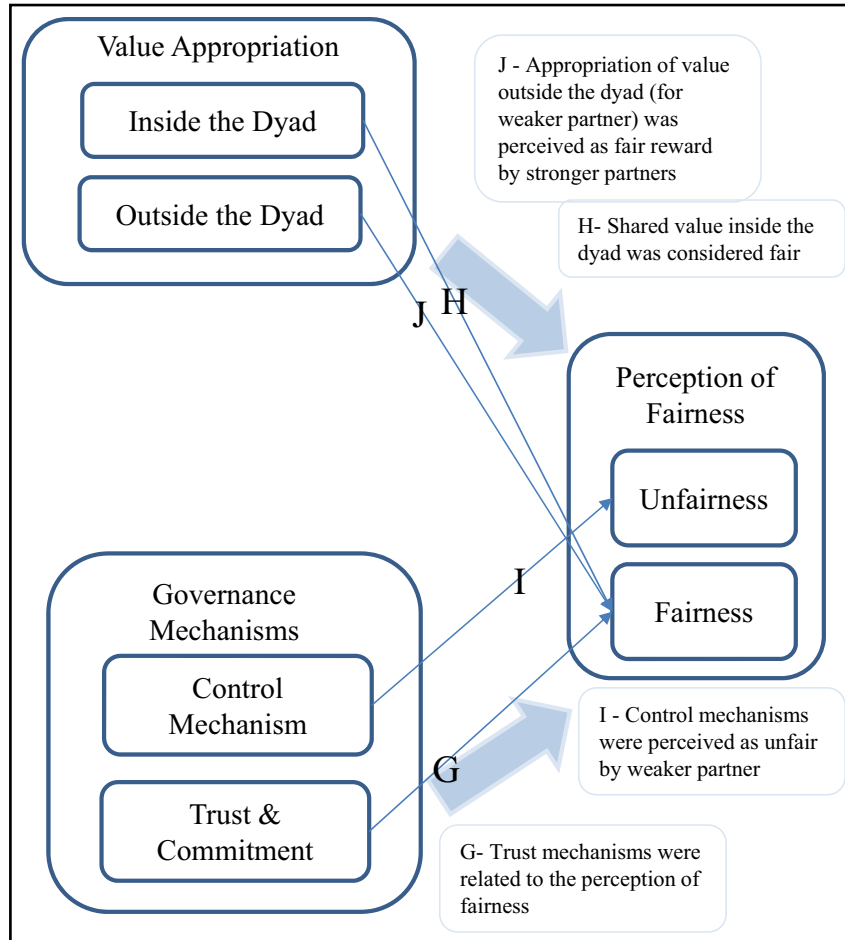 Value Appropriation
Inside the Dyad
Outside the Dyad
J - Appropriation of value
outside the dyad (for
weaker partner) was
perceived as fair reward
by stronger partners
H- Shared value inside the
dyad was considered fair
J
H
Perception of
Fairness
Unfairness
Fairness
Governance
Mechanisms
Control
Mechanism
Trust &
Commitment
I
G
I - Control mechanisms
were perceived as unfair
by weaker partner
G- Trust mechanisms were
related to the perception of
fairness